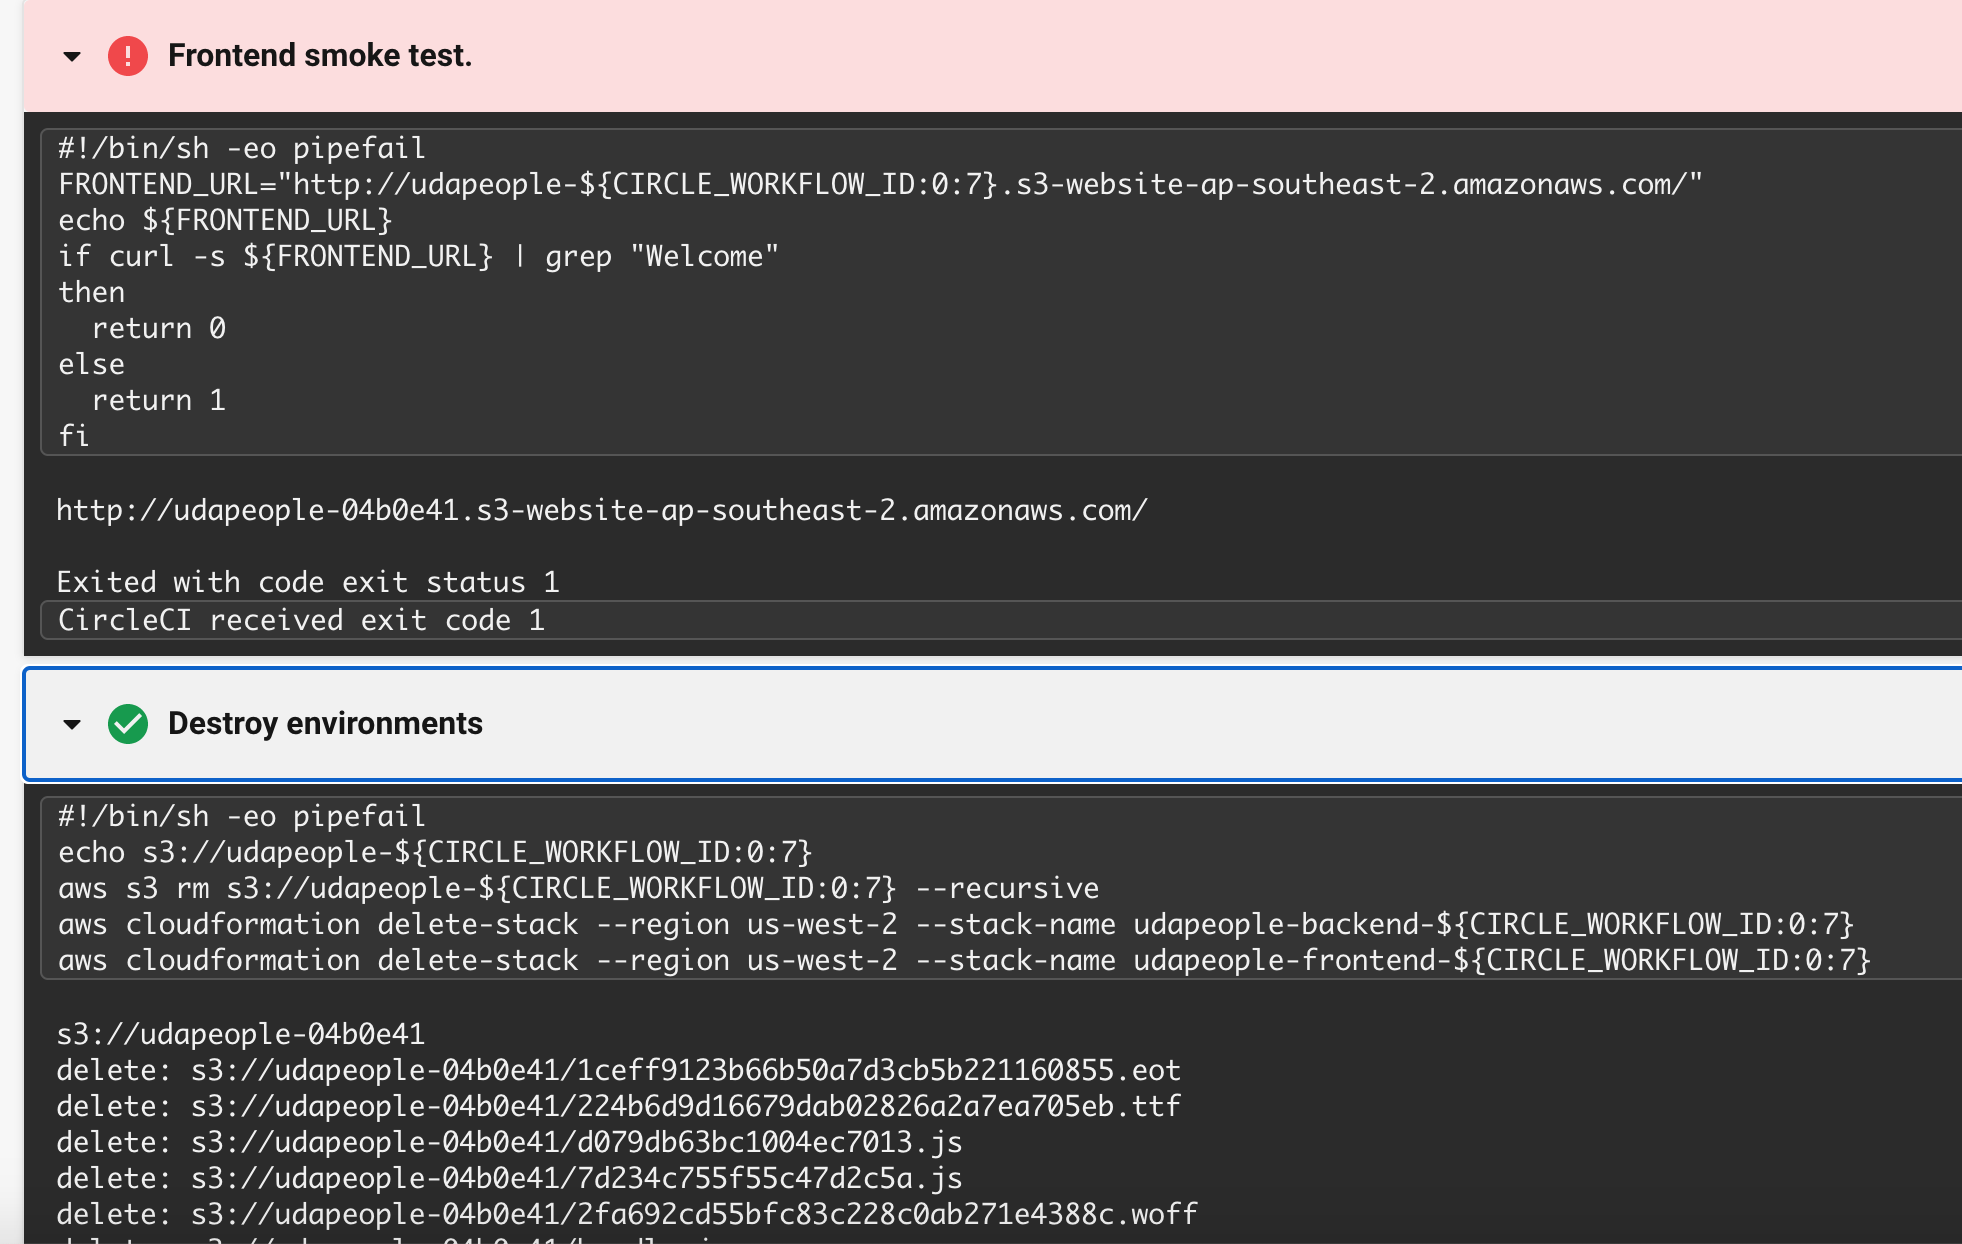 Frontend smoke test.
#!/bin/sh -eo pipefail
FRONTEND_URL="http://udapeople-${CIRCLE_WORKFLOW_ID:0:7}.s3-website-ap-southeast-2.amazonaws.com/"
echo ${FRONTEND_URL}
if curl -s ${FRONTEND_URL} | grep "Welcome"
then
  return 0
else
  return 1
fi
http://udapeople-04b0e41.s3-website-ap-southeast-2.amazonaws.com/
Exited with code exit status 1
CircleCI received exit code 1
Destroy environments
#!/bin/sh -eo pipefail
echo s3://udapeople-${CIRCLE_WORKFLOW_ID:0:7}
aws s3 rm s3://udapeople-${CIRCLE_WORKFLOW_ID:0:7} --recursive
aws cloudformation delete-stack --region us-west-2 --stack-name udapeople-backend-${CIRCLE_WORKFLOW_ID:0:7}
aws cloudformation delete-stack --region us-west-2 --stack-name udapeople-frontend-${CIRCLE_WORKFLOW_ID:0:7}
s3://udapeople-04b0e41
delete: s3://udapeople-04b0e41/1ceff9123b66b50a7d3cb5b221160855.eot
delete: s3://udapeople-04b0e41/224b6d9d16679dab02826a2a7ea705eb.ttf
delete: s3://udapeople-04b0e41/d079db63bc1004ec7013.js
delete: s3://udapeople-04b0e41/7d234c755f55c47d2c5a.js
delete: s3://udapeople-04b0e41/2fa692cd55bfc83c228c0ab271e4388c.woff